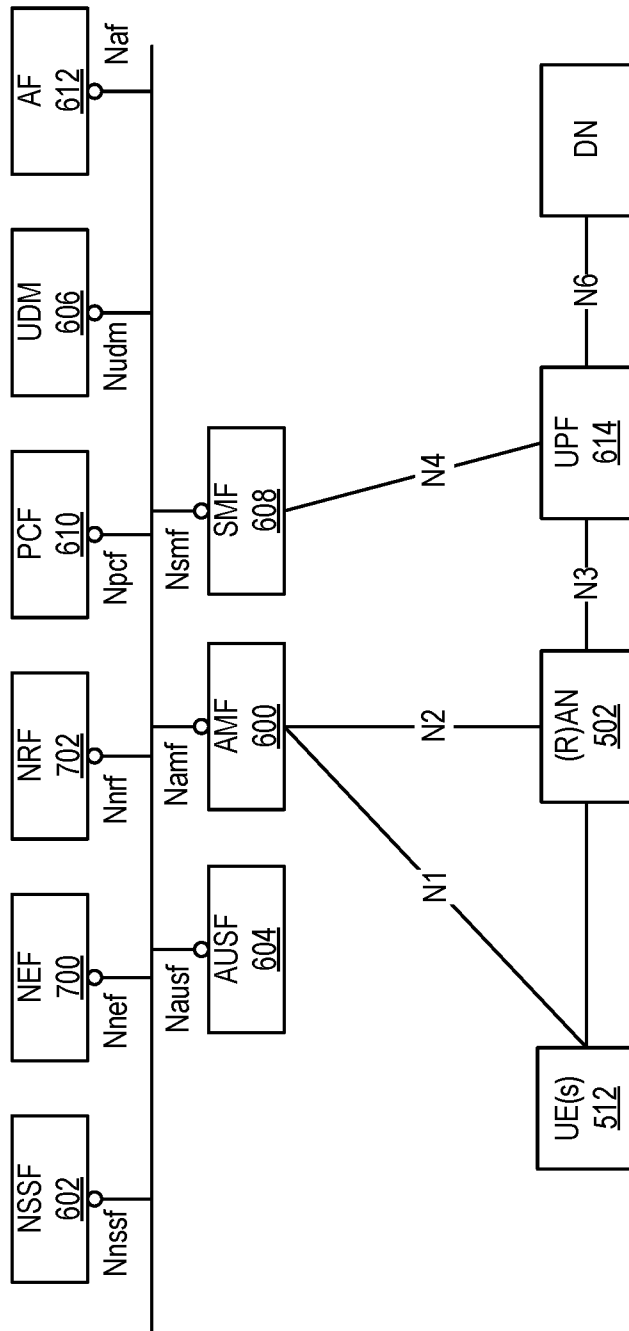 NSSF
602
NEF
700
NRF
702
PCF
610
UDM
606
AF
612
Nnssf
Nnef
Nnrf
Npcf
Nudm
Naf
Nausf
Namf
Nsmf
AUSF
604
AMF
600
SMF
608
N1
N2
N4
UE(s)
512
(R)AN
502
N3
UPF
614
N6
DN